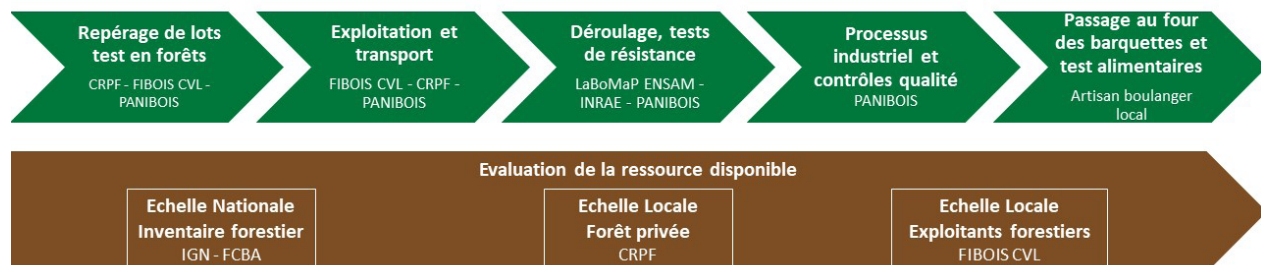 Repérage de lots
test en forêts
CRPF - FIBOIS CVL -
PANIBOIS
Exploitation et
transport
FIBOIS CVL - CRPF -
PANIBOIS
Déroulage, tests
de résistance
LaBoMaP ENSAM -
INRAE - PANIBOIS
Processus
industriel et
contrôles qualité
PANIBOIS
Passage au four
des barquettes et
test alimentaires
Artisan boulanger
local
Evaluation de la ressource disponible
Echelle Nationale
Inventaire forestier
IGN - FCBA
Echelle Locale
Forêt privée
CRPF
Echelle Locale
Exploitants forestiers
FIBOIS CVL